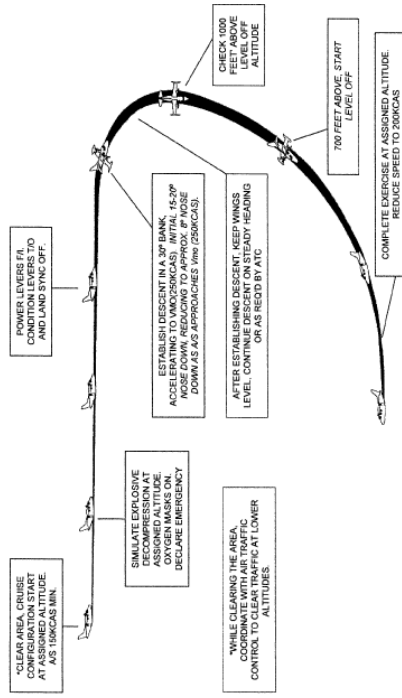 *CLEAR AREA, CRUISE
CONFIGURATION START
AT ASSIGNED ALTITUDE.
A/S 150KCAS MIN.
SIMULATE EXPLOSIVE
DECOMPRESSION AT
ASSIGNED ALTITUDE.
OXYGEN MASKS ON.
DECLARE EMERGENCY
POWER LEVERS F/I.
CONDITION LEVERS T/O
AND LAND SYNC OFF.
ESTABLISH DESCENT IN A 30° BANK,
ACCELERATING TO VMO(250KCAS). INITIAL 15-20°
NOSE DOWN, REDUCING TO APPROX. 8° NOSE
DOWN AS A/S APPROACHES Vmo (250KCAS).
CHECK 1000
FEET' ABOVE
LEVEL OFF
ALTITUDE
AFTER ESTABLISHING DESCENT, KEEP WINGS
LEVEL, CONTINUE DESCENT ON STEADY HEADING
OR AS REQ'D BY ATC
700 FEET ABOVE, START
LEVEL OFF
COMPLETE EXERCISE AT ASSIGNED ALTITUDE.
REDUCE SPEED TO 200KCAS
*WHILE CLEARING THE AREA,
COORDINATE WITH AIR TRAFFIC
CONTROL TO CLEAR TRAFFIC AT LOWER
ALTITUDES.